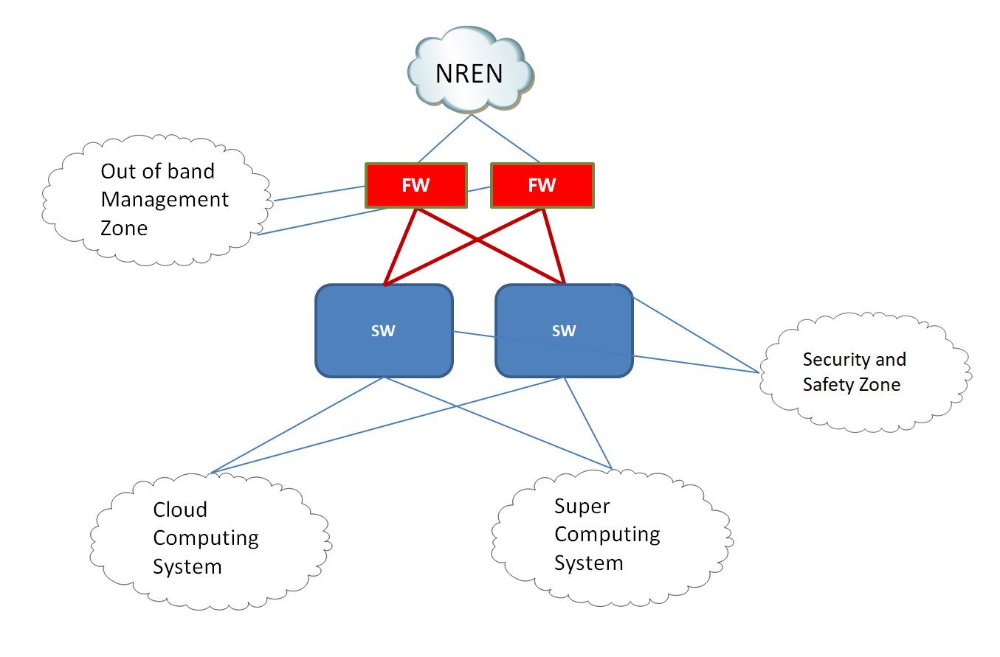 NREN
Out of band
Management
Zone
FW
FW
SW
SW
Security and
Safety Zone
Cloud
Computing
System
Super
Computing
System